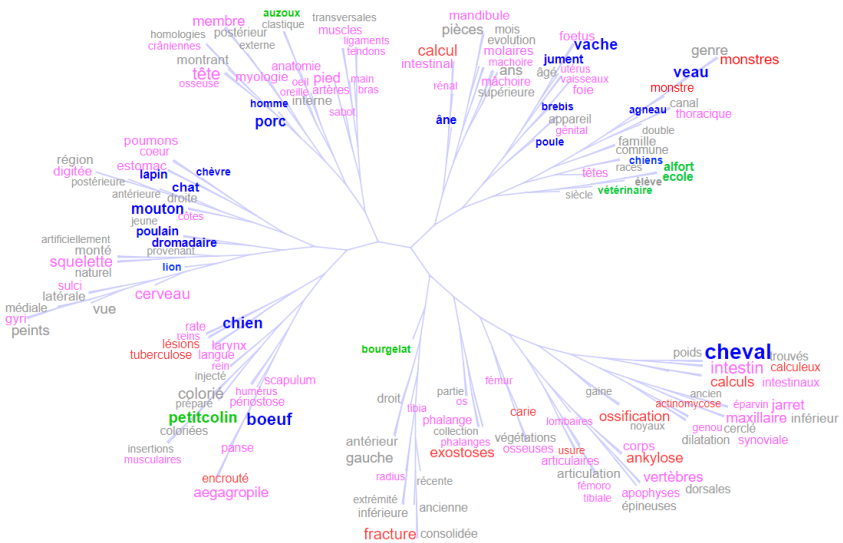 auzoux
membre
transversales
clastique
muscles
homologies
postérieur
externe
ligaments
crâniennes
tendons
montrant
anatomie
tête
myologie
oeil
pied
main
osseuse
oreille
artères
bras
homme
interne
sabot
porc
mandibule
pièces
mois
evolution
calcul
molaires
intestinal
machoire
ans
âgé
rénal
mâchoire
supérieure
âne
foetus
vache
jument
utérus
vaisseaux
foie
brebis
appareil
génital
poule
genre
monstres
veau
monstre
canal
agneau
thoracique
double
famille
commune
chiens
races
alfort
têtes
ecole
élève
vétérinaire
siècle
poumons
coeur
région
estomac
chèvre
digitée
lapin
postérieure
chat
antérieure
droite
mouton
côtes
jeune
poulain
artificiellement
dromadaire
monté
provenant
squelette
lion
naturel
sulci
cerveau
latérale
médiale
vue
gyri
peints
rate
chien
reins
lésions
larynx
tuberculose
langue
rein
injecté
scapulum
colorié
humérus
préparé
périostose
petitcolin
boeuf
colonées
insertions
panse
musculaires
encrouté
aegagropile
bourgelat
droit
tibia
antérieur
gauche
radius
récente
extrémité
ancienne
inférieure
fracture
consolidée
partie
os
phalange
collection
phalanges
exostoses
fémur
carie
végétations
osseuses
lombaires
usure
articulaires
articulation
fémoro
tibiale
gaine
ossification
noyaux
corps
ankylose
vertèbres
apophyses
dorsales
épineuses
poids
cheval
trouvés
intestin
calculeux
calculs
intestinaux
ancien
actinomycose
éparvin
jarret
maxillaire
inférieur
genou
cerclé
dilatation
synoviale